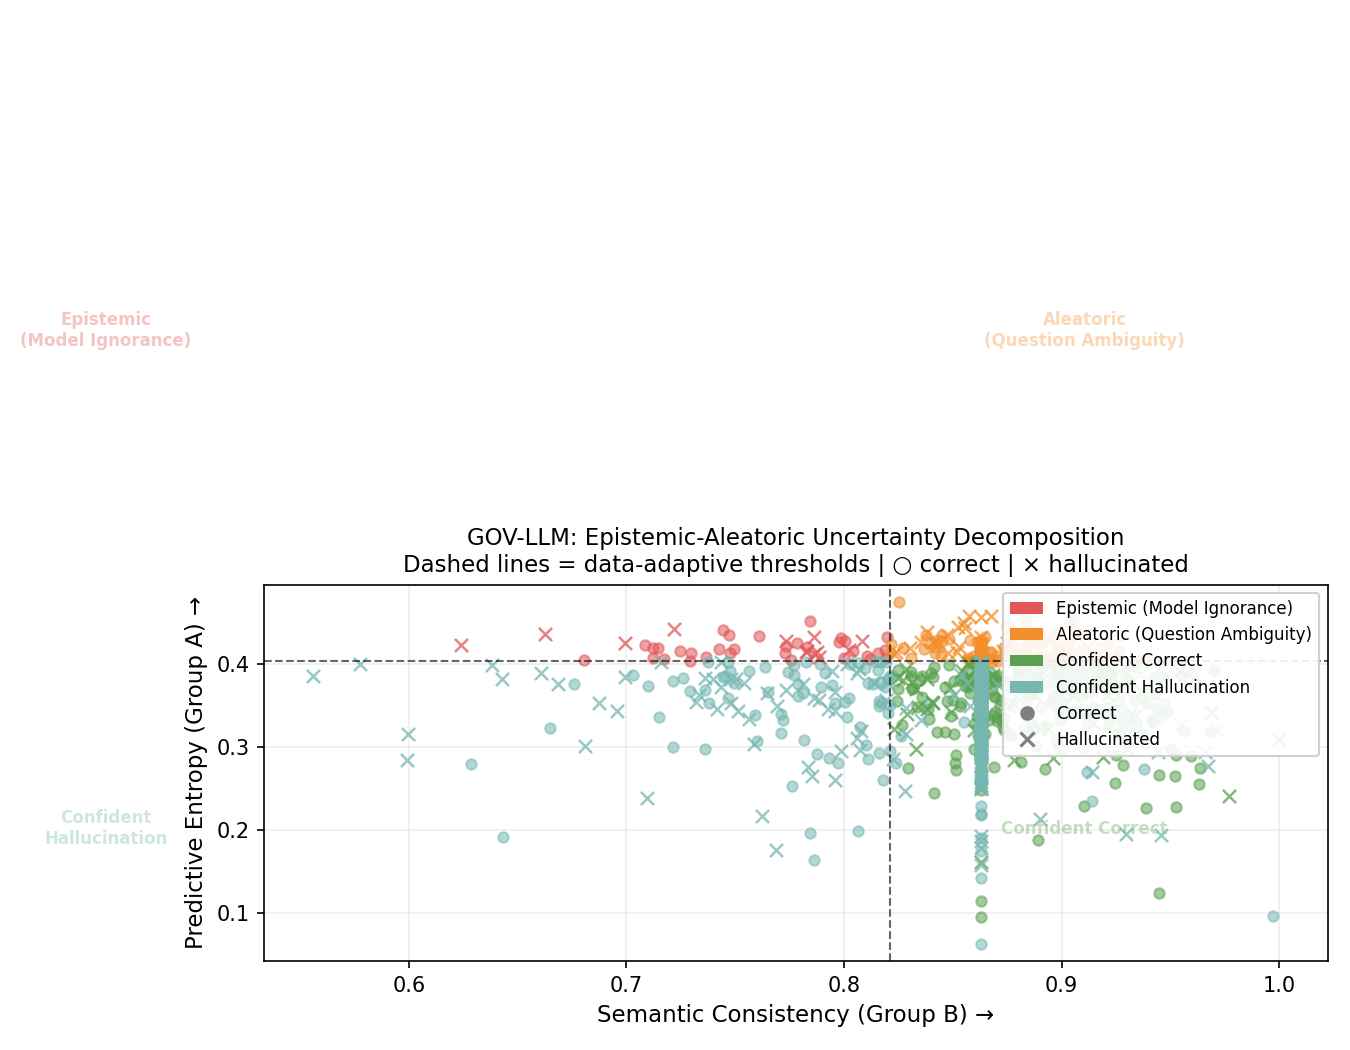 Epistemic
(Model Ignorance)
Aleatoric
(Question Ambiguity)
GOV-LLM: Epistemic-Aleatoric Uncertainty Decomposition
Dashed lines = data-adaptive thresholds | ○ correct | × hallucinated
Epistemic (Model Ignorance)
Aleatoric (Question Ambiguity)
Confident Correct
Confident Hallucination
Correct
Hallucinated
Confident
Hallucination
Confident Correct
Predictive Entropy (Group A) →
0.4
0.3
0.2
0.1
0.6
0.7
0.8
0.9
1.0
Semantic Consistency (Group B) →